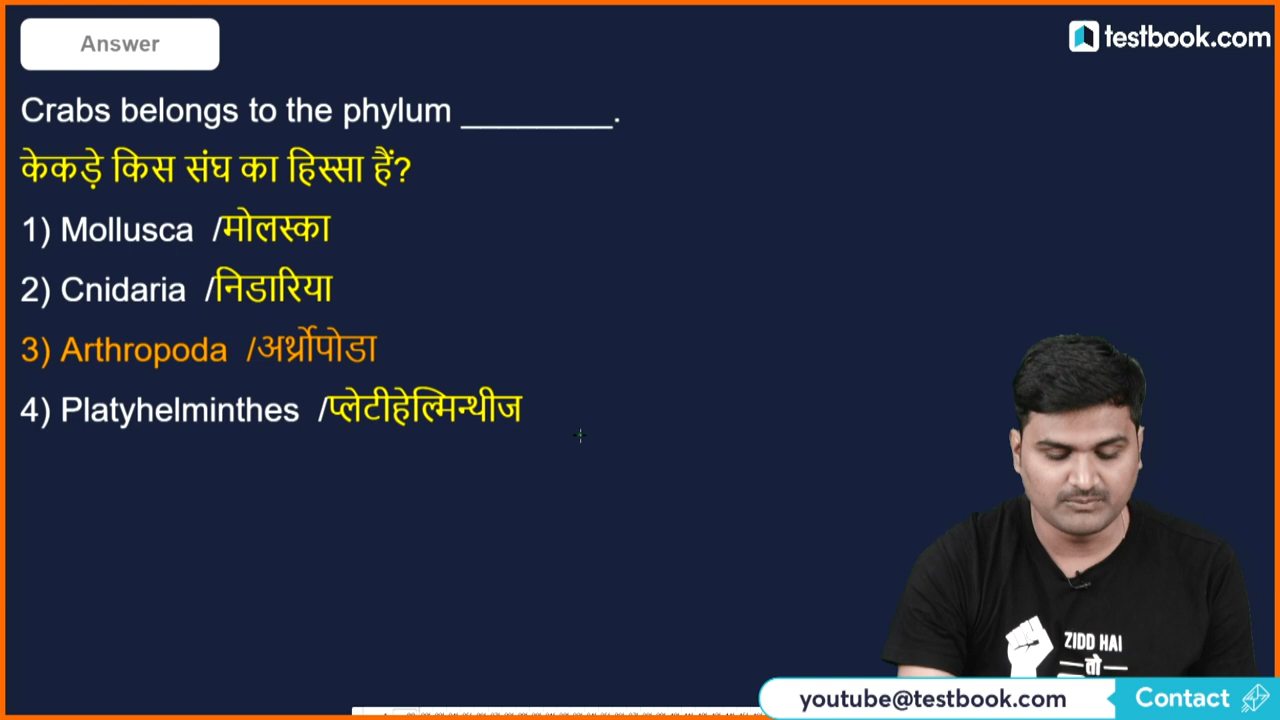 Answer
testbook.com
Crabs belongs to the phylum ________.
केकड़े किस संघ का हिस्सा हैं?
1) Mollusca /मोलस्का
2) Cnidaria /निडारिया
3) Arthropoda /अर्थ्रोपोडा
4) Platyhelminthes /प्लेटीहेल्मिन्थीज
ZIDD HAI
तो
youtube@testbook.com
Contact